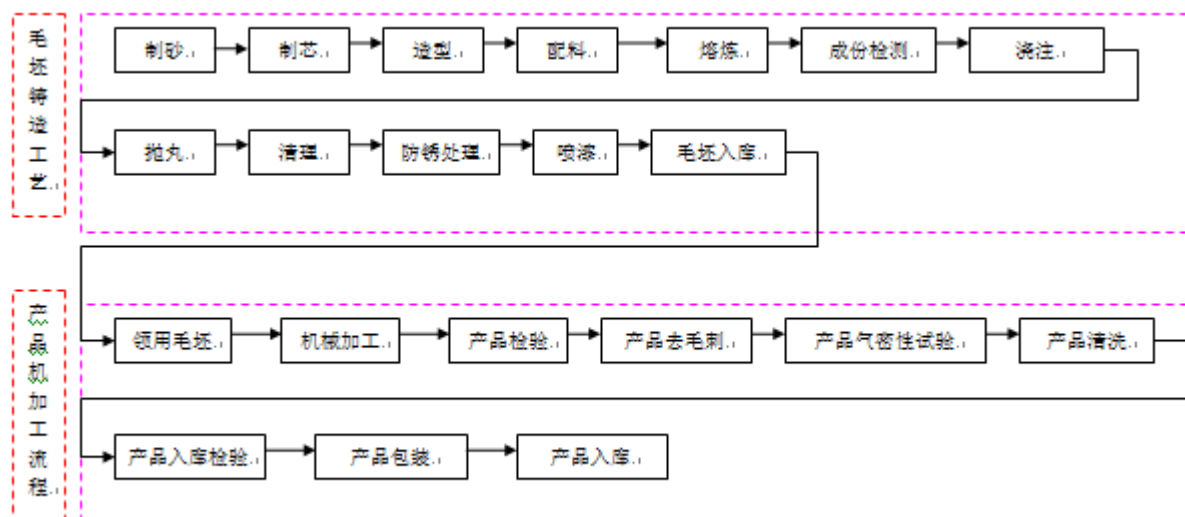 毛坯铸造工艺
制砂 制芯 造型 配料 熔炼 成份检测 浇注
抛丸 清理 防锈处理 喷漆 毛坯入库
产品机加工流程
领用毛坯 机械加工 产品检验 产品去毛刺 产品气密性试验 产品清洗
产品入库检验 产品包装 产品入库